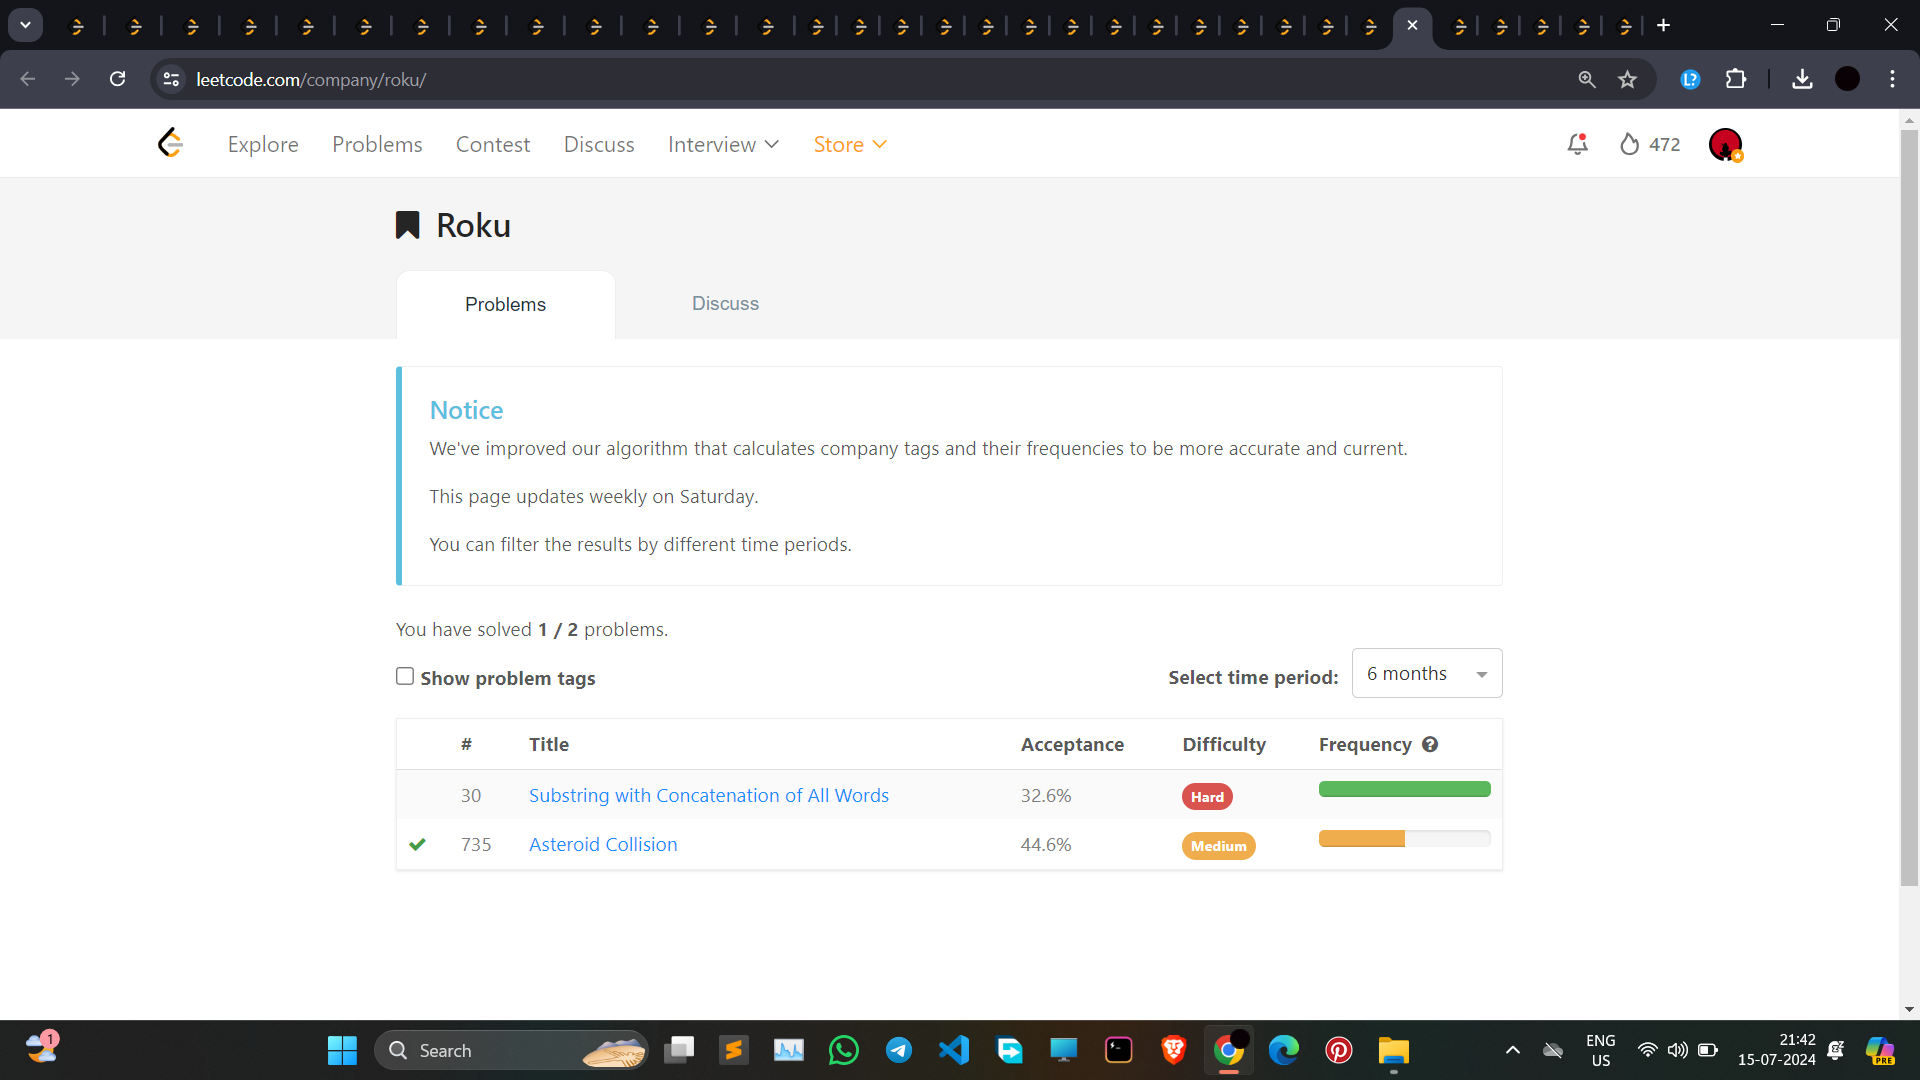 leetcode.com/company/roku/
Explore Problems Contest Discuss Interview Store 472
Roku
Problems Discuss
Notice
We've improved our algorithm that calculates company tags and their frequencies to be more accurate and current.
This page updates weekly on Saturday.
You can filter the results by different time periods.
You have solved 1 / 2 problems.
Show problem tags Select time period: 6 months
# Title Acceptance Difficulty Frequency
30 Substring with Concatenation of All Words 32.6% Hard
735 Asteroid Collision 44.6% Medium
1 Search ENG 21:42
US 15-07-2024 PRE